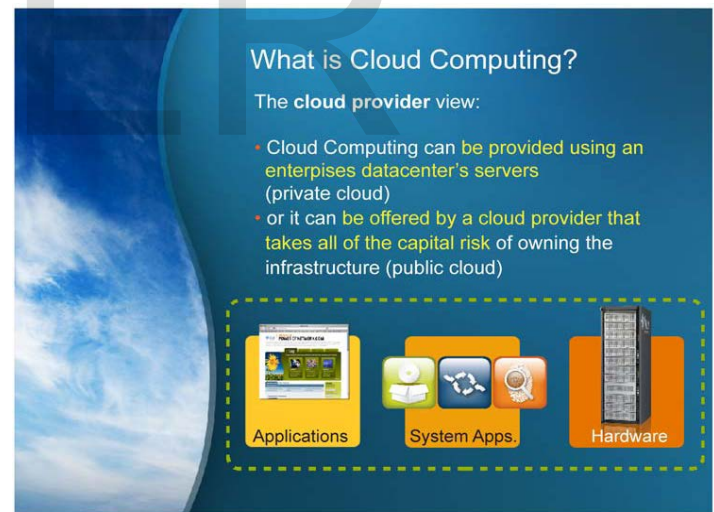 ER
What is Cloud Computing?
The cloud provider view:
• Cloud Computing can be provided using an
enterpises datacenter's servers
(private cloud)
• or it can be offered by a cloud provider that
takes all of the capital risk of owning the
infrastructure (public cloud)
Applications
System Apps.
Hardware